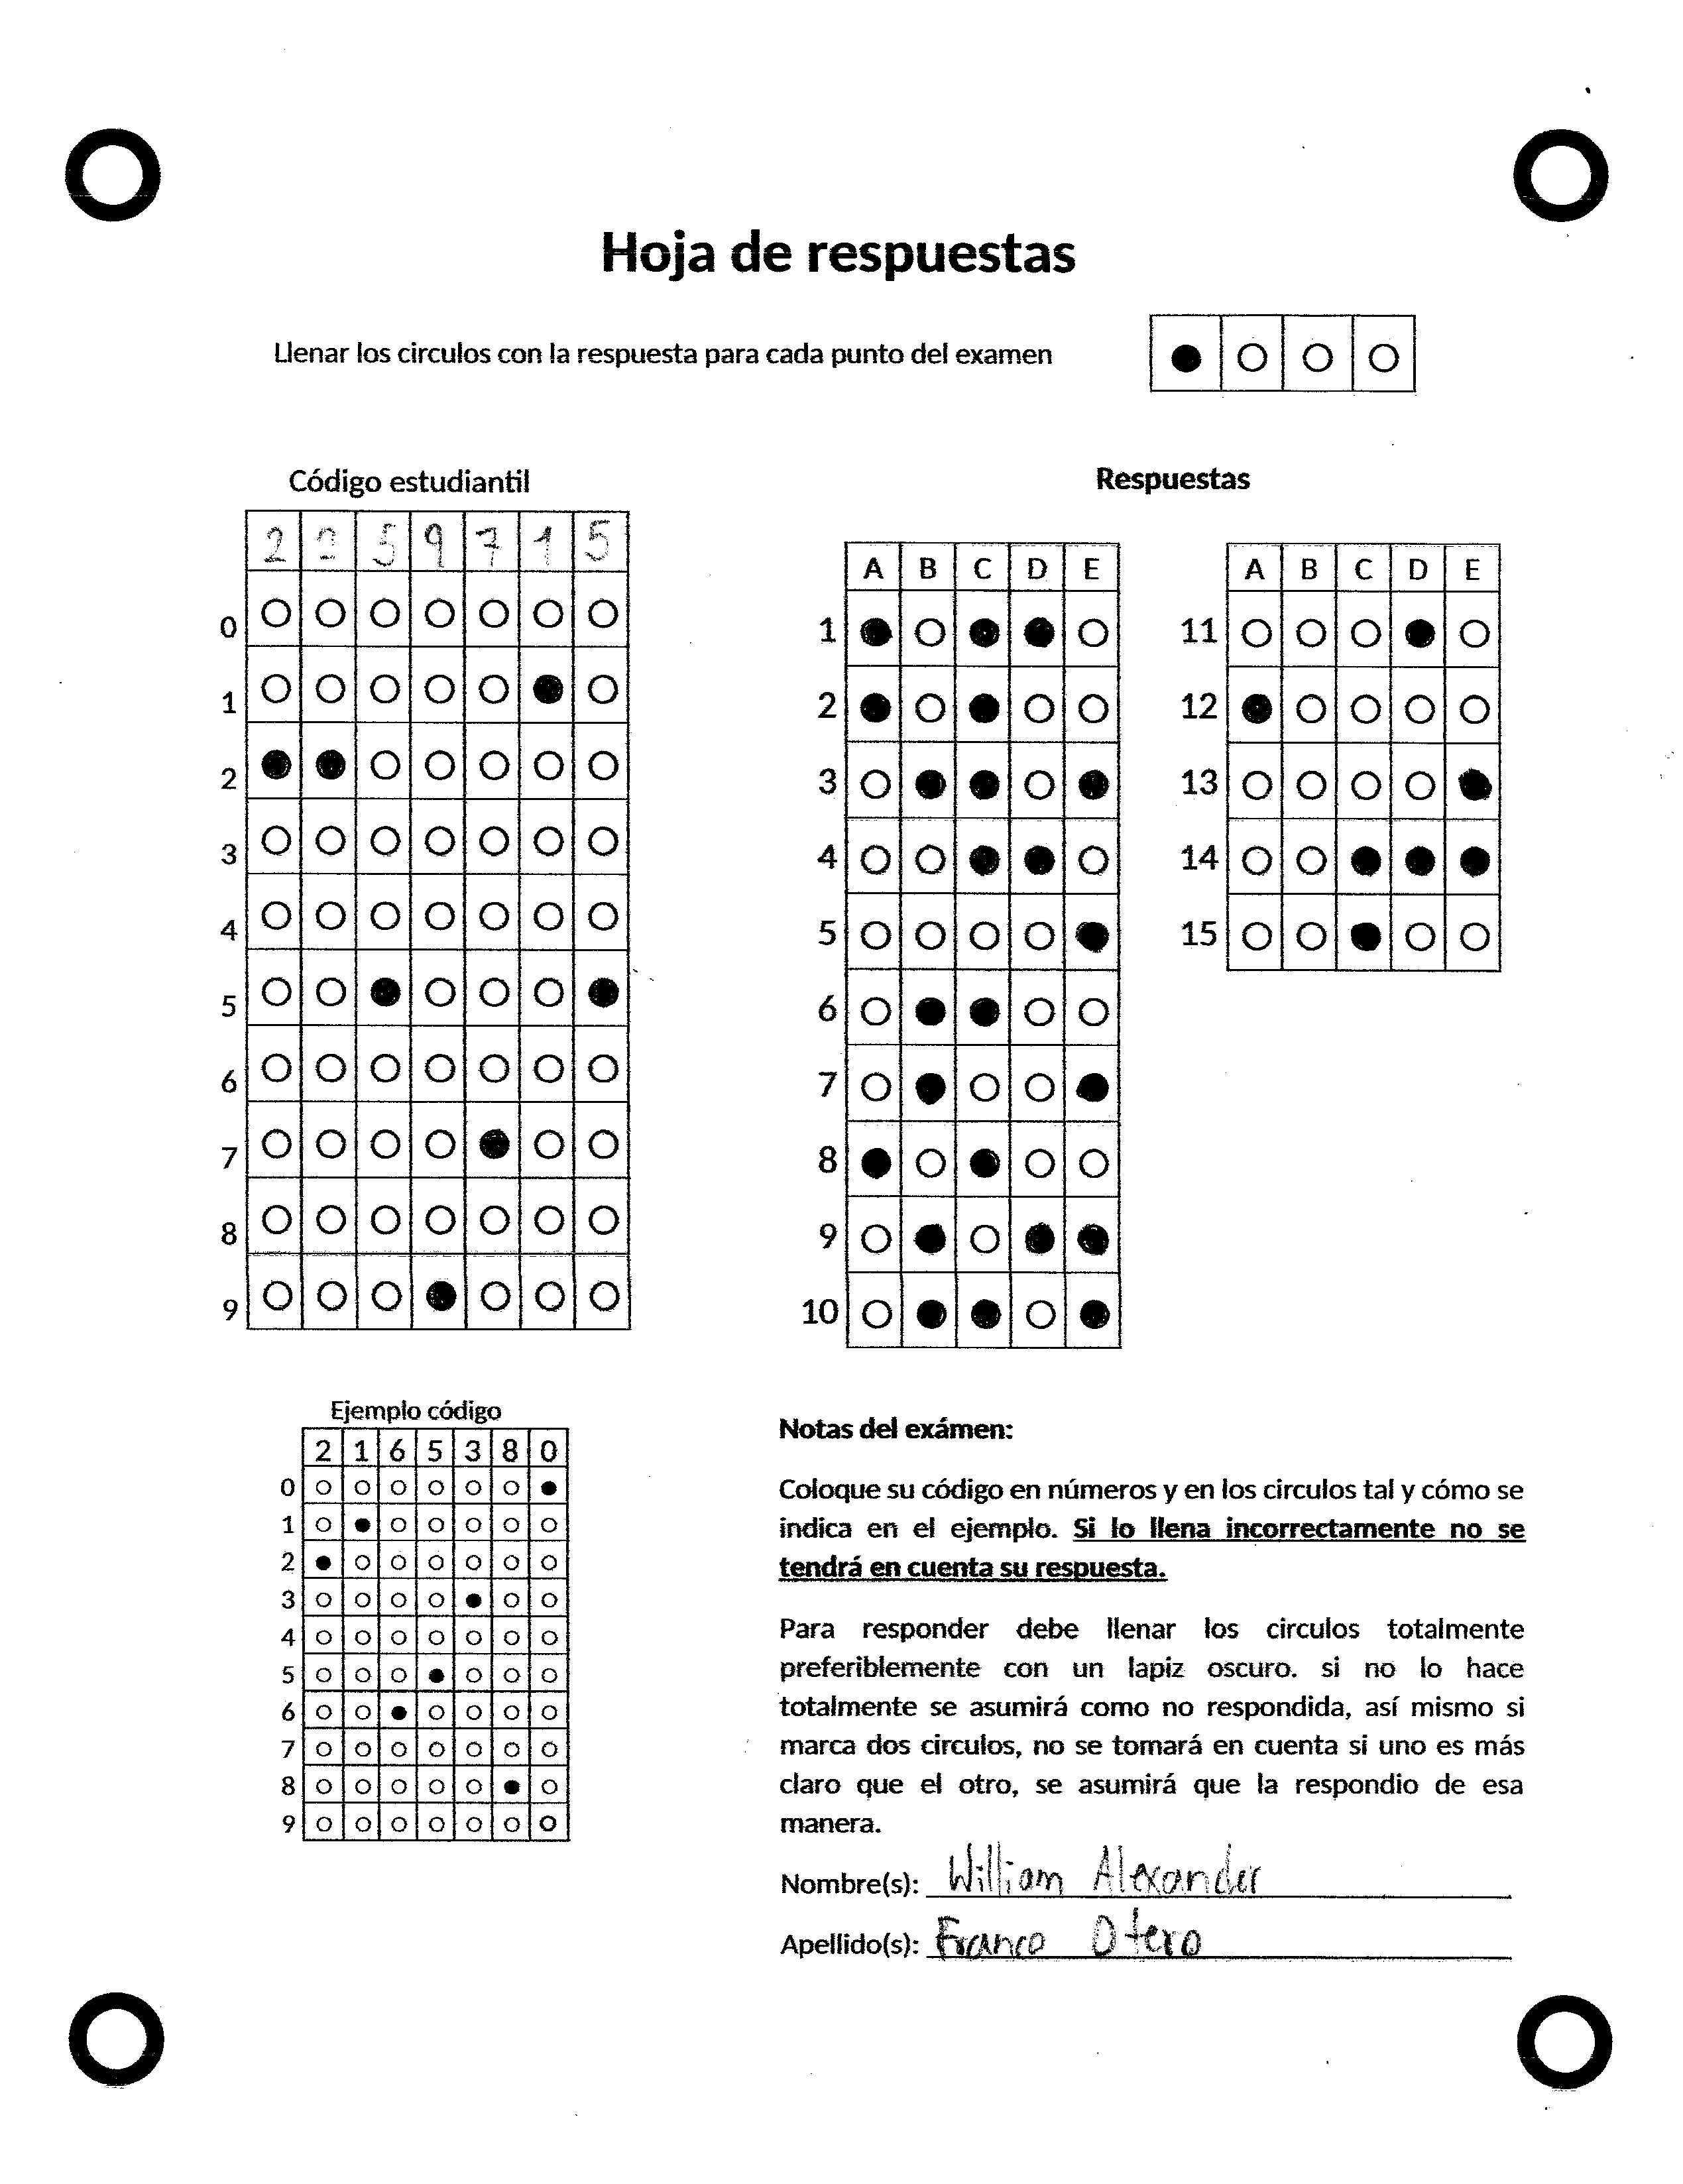 Hoja de respuestas
Llenar los circulos con la respuesta para cada punto del examen
Código estudiantil
2 2 5 9 7 1 5
0
1
2
3
4
5
6
7
8
9
Respuestas
A B C D E
1
2
3
4
5
6
7
8
9
10
A B C D E
11
12
13
14
15
Ejemplo código
2 1 6 5 3 8 0
0
1
2
3
4
5
6
7
8
9
Notas del exámen:
Coloque su código en números y en los circulos tal y cómo se
indica en el ejemplo. Si lo llena incorrectamente no se
tendrá en cuenta su respuesta.
Para responder debe llenar los circulos totalmente
preferiblemente con un lapiz oscuro. si no lo hace
totalmente se asumirá como no respondida, así mismo si
marca dos circulos, no se tomará en cuenta si uno es más
claro que el otro, se asumirá que la respondio de esa
manera.
Nombre(s): William Alexander
Apellido(s): Franco Otero